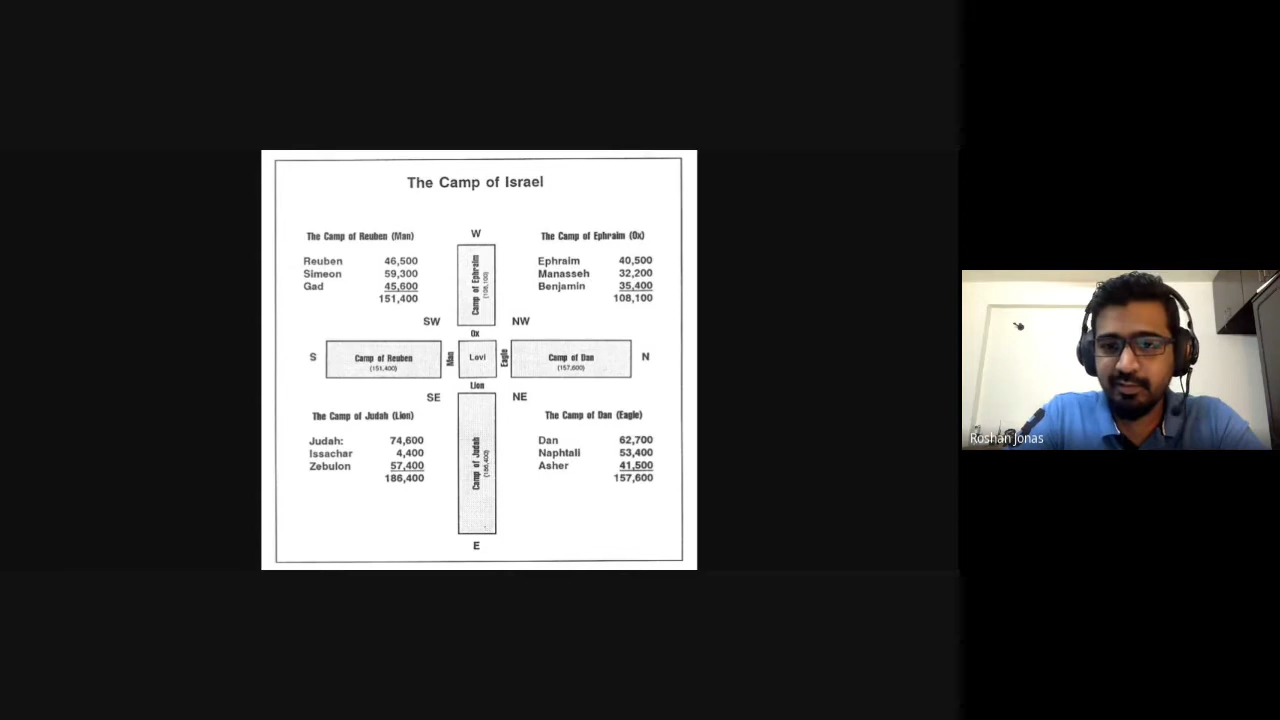 The Camp of Israel
W
The Camp of Reuben (Man)
Reuben 46,500
Simeon 59,300
Gad 45,600
151,400
The Camp of Ephraim (Ox)
Ephraim 40,500
Manasseh 32,200
Benjamin 35,400
108,100
Camp of Ephraim
(108,100)
SW
NW
Ox
S
Camp of Reuben
(151,400)
Man
Levi
Eagle
Camp of Dan
(157,600)
N
Lion
SE
NE
The Camp of Judah (Lion)
Judah: 74,600
Issachar 4,400
Zebulon 57,400
186,400
The Camp of Dan (Eagle)
Dan 62,700
Naphtali 53,400
Asher 41,500
157,600
Camp of Judah
(186,400)
E
Roshan Jonas